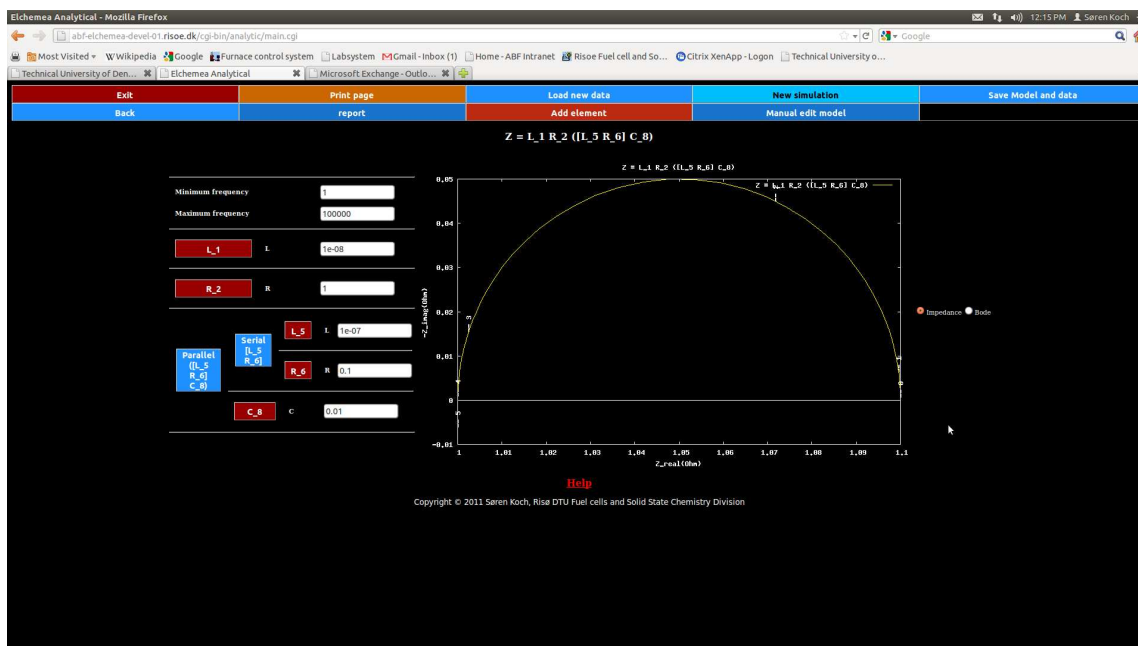 Elchemea Analytical - Mozilla Firefox
12:15 PM Søren Koch
abf-elchemea-devel-01.risoe.dk/cgi-bin/analytic/main.cgi
Google
Most Visited Wikipedia Google Furnace control system Labsystem Gmail - Inbox (1) Home - ABF Intranet Risoe Fuel cell and So... Citrix XenApp - Logon Technical University o...
Technical University of Den... Elchemea Analytical Microsoft Exchange - Outlo...
Exit Print page Load new data New simulation Save Model and data
Back report Add element Manual edit model
Z = L_1 R_2 ([L_5 R_6] C_8)
Z = L_1 R_2 ([L_5 R_6] C_8)
Z = L_1 R_2 ([L_5 R_6] C_8)
Minimum frequency 1
Maximum frequency 100000
L_1 L 1e-08
R_2 R 1
Parallel
([L_5
R_6]
C_8)
Serial
[L_5
R_6]
L_5 L 1e-07
R_6 R 0.1
C_8 C 0.01
-Z_imag(Ohm)
0,05
0,04
0,03
0,02
0,01
0
-0,01
3
4
5
2
1
0
1 1,01 1,02 1,03 1,04 1,05 1,06 1,07 1,08 1,09 1,1
Z_real(Ohm)
Impedance Bode
Help
Copyright © 2011 Søren Koch, Risø DTU Fuel cells and Solid State Chemistry Division